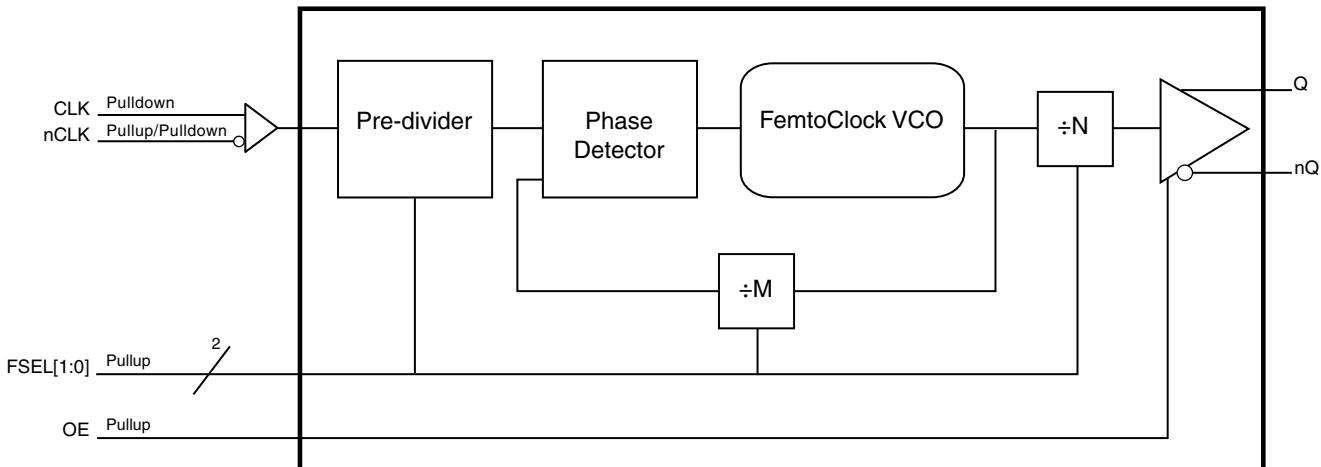 CLK Pulldown
nCLK Pullup/Pulldown
Pre-divider
Phase
Detector
FemtoClock VCO
÷N
Q
nQ
÷M
2
FSEL[1:0] Pullup
OE Pullup